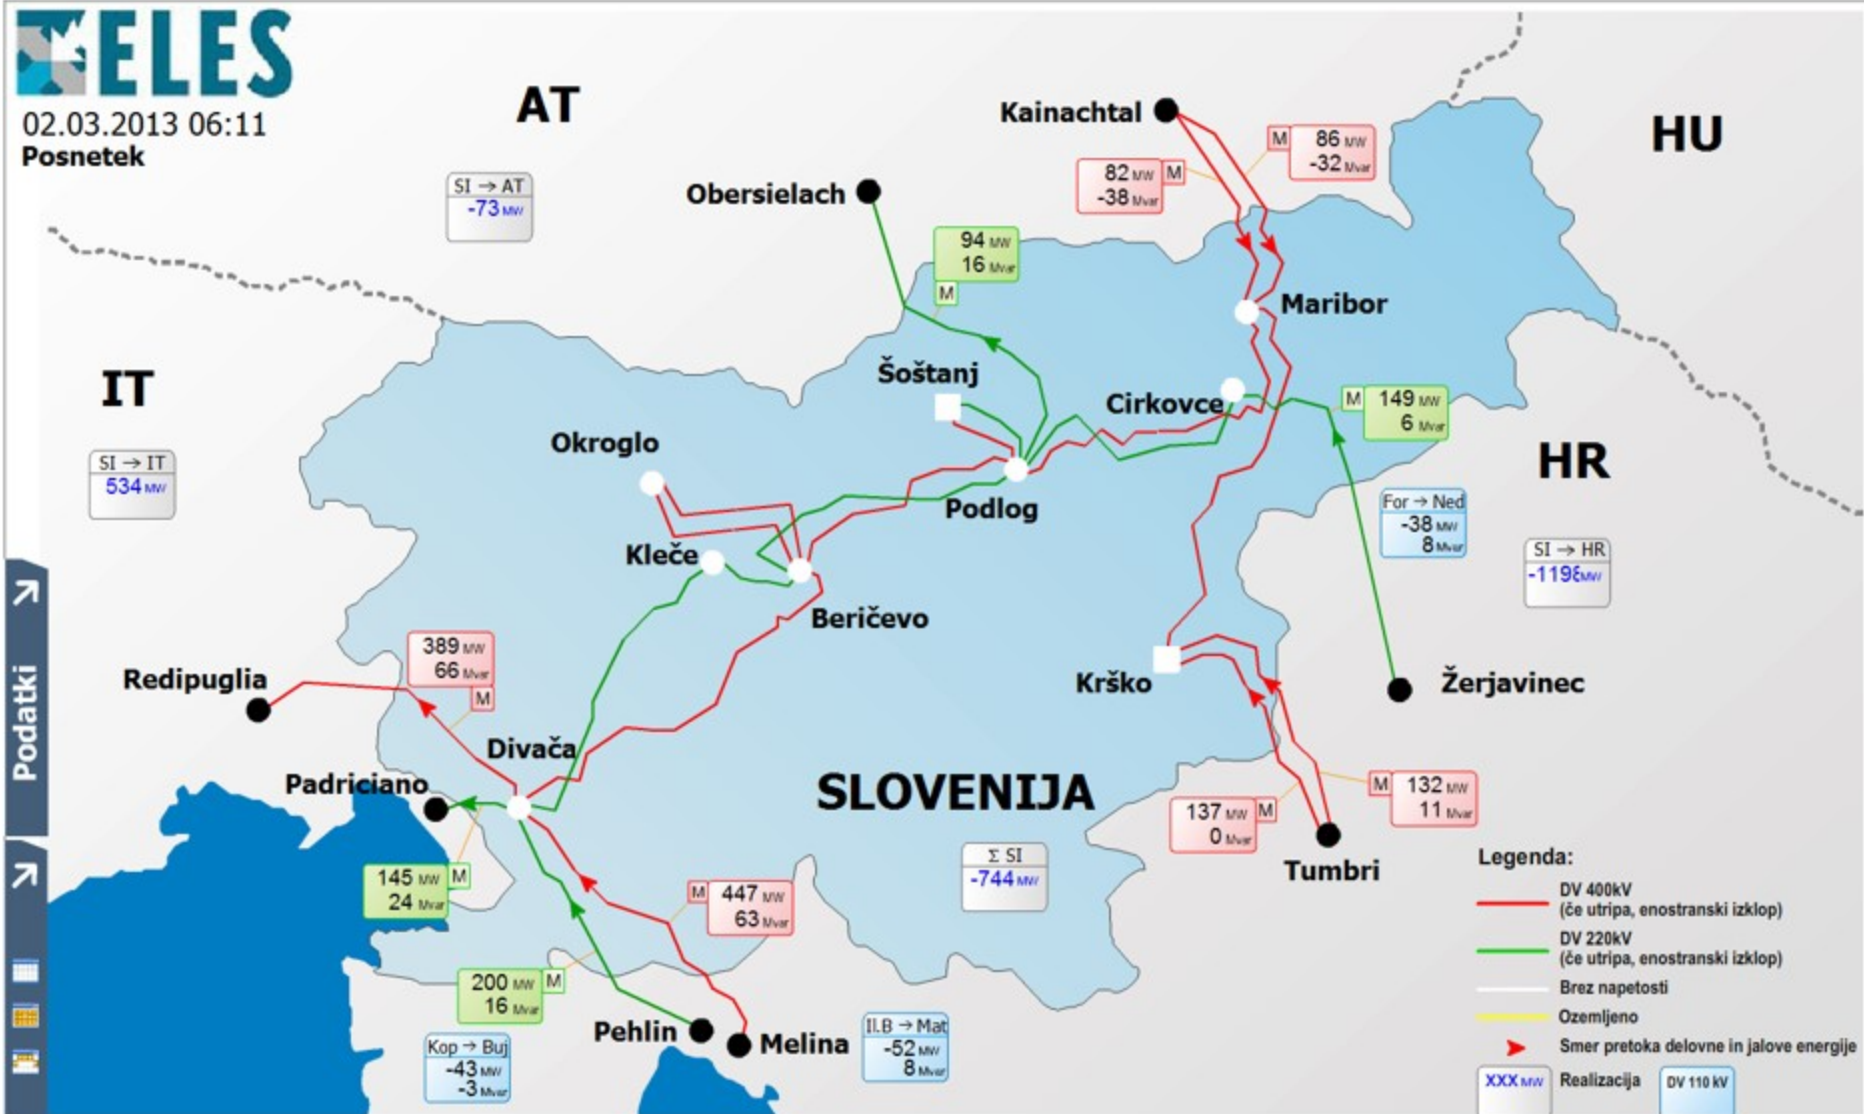 ELES
02.03.2013 06:11
Posnetek
AT
HU
Kainachtal
86 MW
M
-32 Mvar
82 MW
M
-38 Mvar
SI → AT
-73 MW
Obersielach
94 MW
16 Mvar
M
Maribor
IT
Šoštanj
Cirkovce
M
149 MW
6 Mvar
Okroglo
SI → IT
534 MW
HR
Podlog
For → Ned
-38 MW
8 Mvar
Kleče
SI → HR
-1198 MW
Beričevo
389 MW
66 Mvar
M
Redipuglia
Krško
Žerjavinec
Podatki
Divača
Padriciano
SLOVENIJA
M
132 MW
11 Mvar
137 MW
M
0 Mvar
Tumbri
Σ SI
-744 MW
145 MW
M
24 Mvar
M
447 MW
63 Mvar
200 MW
M
16 Mvar
Pehlin
Melina
Kop → Buj
-43 MW
-3 Mvar
Il.B → Mat
-52 MW
8 Mvar
Legenda:
DV 400kV
(če utripa, enostranski izklop)
DV 220kV
(če utripa, enostranski izklop)
Brez napetosti
Ozemljeno
Smer pretoka delovne in jalove energije
XXX MW
Realizacija
DV 110 kV